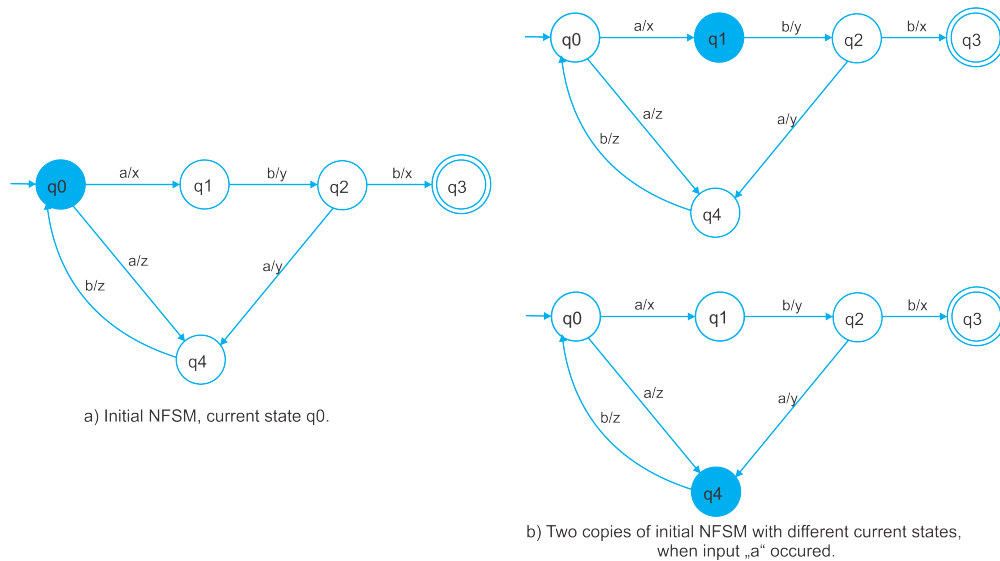 q0
a/x
q1
b/y
q2
b/x
q3
a/z
b/z
a/y
q4
a) Initial NFSM, current state q0.
q0
a/x
q1
b/y
q2
b/x
q3
a/z
b/z
a/y
q4
q0
a/x
q1
b/y
q2
b/x
q3
a/z
b/z
a/y
q4
b) Two copies of initial NFSM with different current states,
when input „a“ occured.